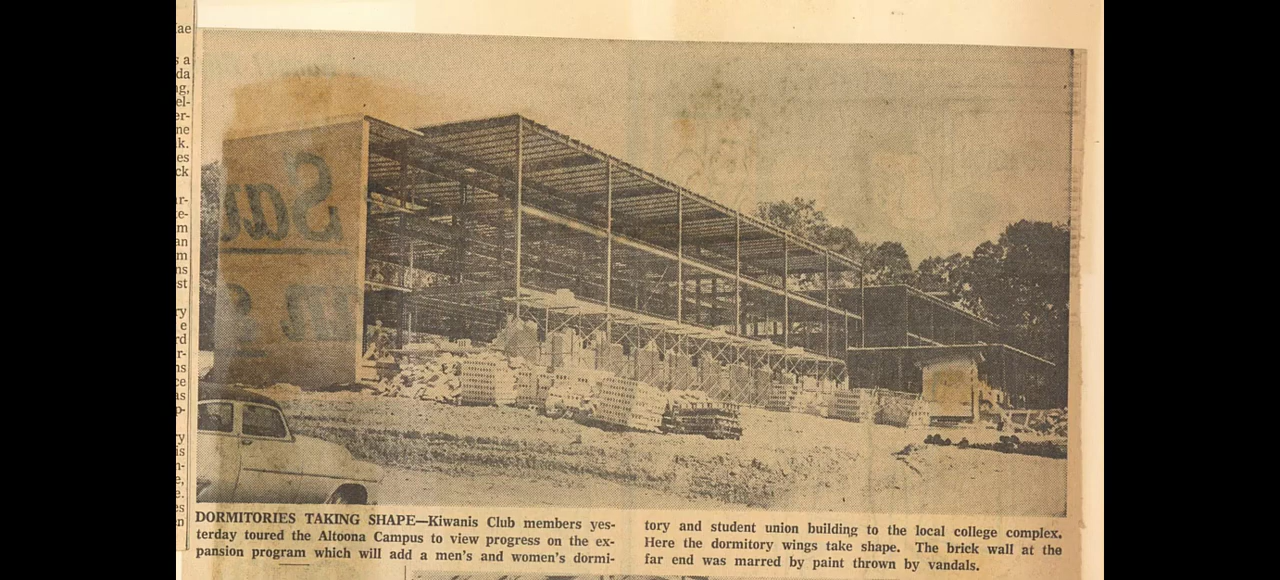 DORMITORIES TAKING SHAPE—Kiwanis Club members yes-
terday toured the Altoona Campus to view progress on the ex-
pansion program which will add a men's and women's dormi-
tory and student union building to the local college complex.
Here the dormitory wings take shape. The brick wall at the
far end was marred by paint thrown by vandals.